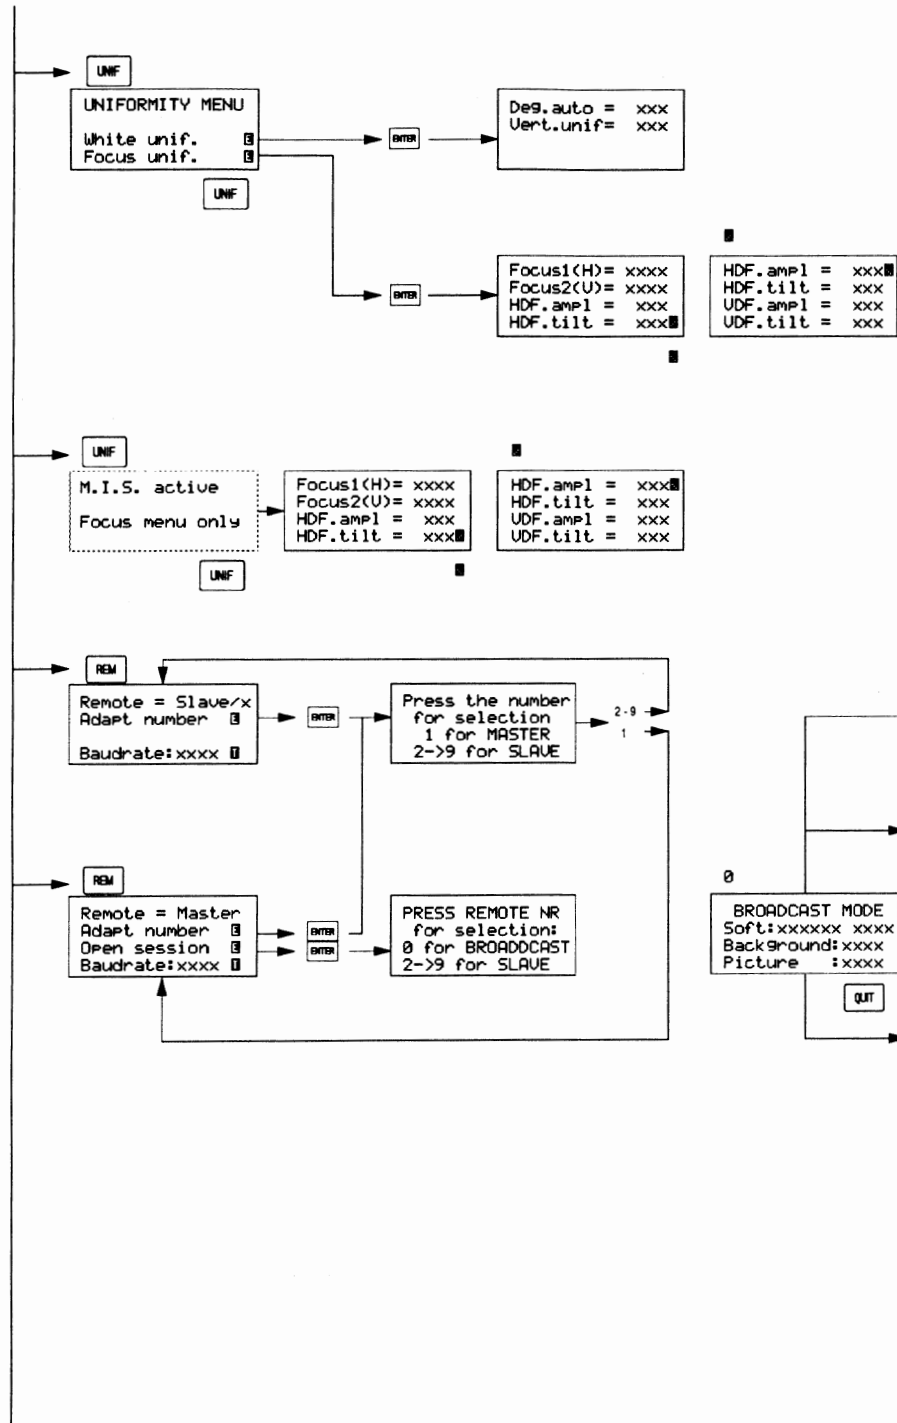 UNIF
UNIFORMITY MENU
White unif. E
Focus unif. E
UNIF
ENTER
Deg.auto = xxx
Vert.unif= xxx
ENTER
Focus1(H)= xxxx
Focus2(V)= xxxx
HDF.ampl = xxx
HDF.tilt = xxx
HDF.ampl = xxx
HDF.tilt = xxx
VDF.ampl = xxx
VDF.tilt = xxx
UNIF
M.I.S. active
Focus menu only
UNIF
Focus1(H)= xxxx
Focus2(V)= xxxx
HDF.ampl = xxx
HDF.tilt = xxx
HDF.ampl = xxx
HDF.tilt = xxx
VDF.ampl = xxx
VDF.tilt = xxx
REM
Remote = Slave/x
Adapt number E
Baudrate:xxxx T
ENTER
Press the number
for selection
1 for MASTER
2->9 for SLAVE
2-9
1
REM
Remote = Master
Adapt number E
Open session E
Baudrate:xxxx T
ENTER
ENTER
PRESS REMOTE NR
for selection:
0 for BROADDCAST
2->9 for SLAVE
0
BROADCAST MODE
Soft:xxxxxx xxxx
Background:xxxx
Picture :xxxx
QUIT